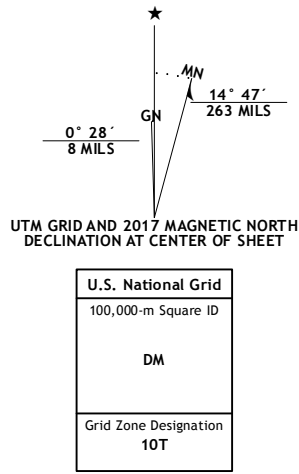 MN
GN
14° 47´
263 MILS
0° 28´
8 MILS
UTM GRID AND 2017 MAGNETIC NORTH
DECLINATION AT CENTER OF SHEET
U.S. National Grid
100,000-m Square ID
DM
Grid Zone Designation
10T